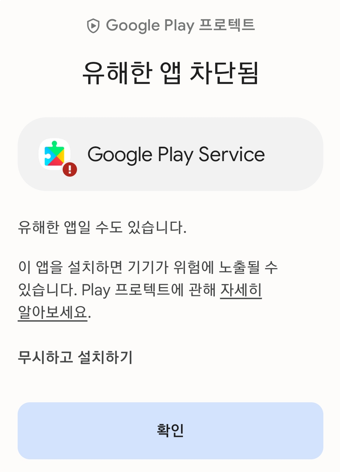 Google Play 프로텍트
유해한 앱 차단됨
Google Play Service
유해한 앱일 수도 있습니다.
이 앱을 설치하면 기기가 위험에 노출될 수
있습니다. Play 프로텍트에 관해 자세히
알아보세요.
무시하고 설치하기
확인